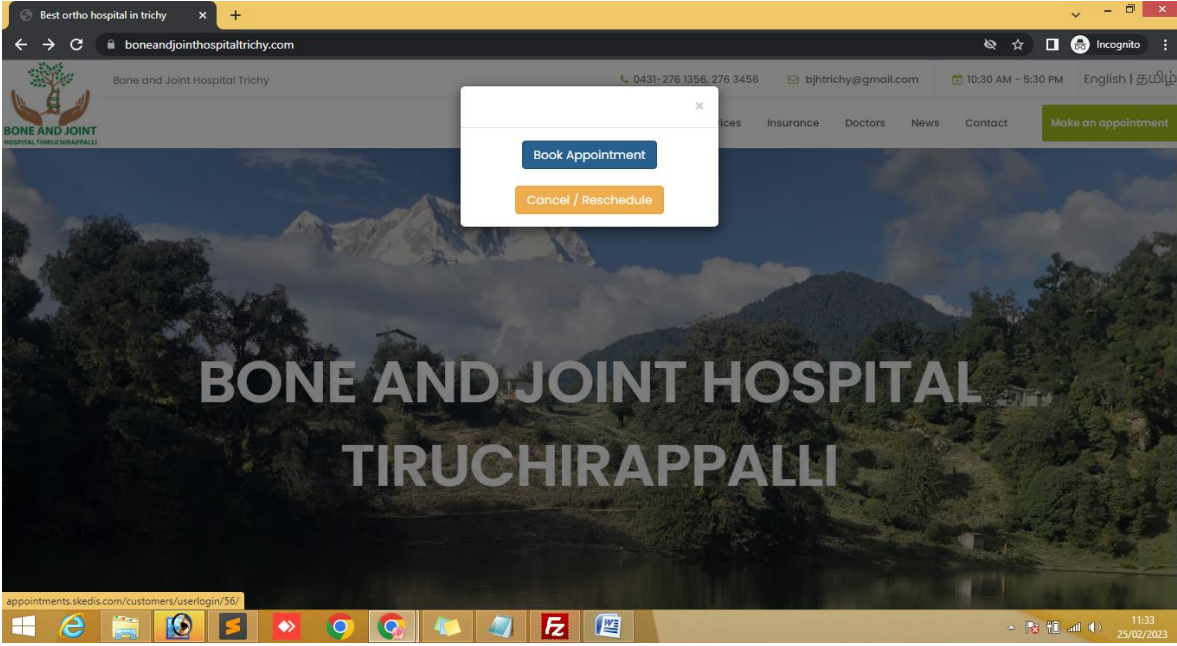 Best ortho hospital in trichy
boneandjointhospitaltrichy.com
Incognito
Bone and Joint Hospital Trichy
0431-276 1356, 276 3456
bjhtrichy@gmail.com
10:30 AM - 5:30 PM
English | தமிழ்
BONE AND JOINT
HOSPITAL THIRUCHIRAPPALLI
ices
Insurance
Doctors
News
Contact
Make an appointment
×
Book Appointment
Cancel / Reschedule
BONE AND JOINT HOSPITAL
TIRUCHIRAPPALLI
appointments.skedis.com/customers/userlogin/56/
11:33
25/02/2023